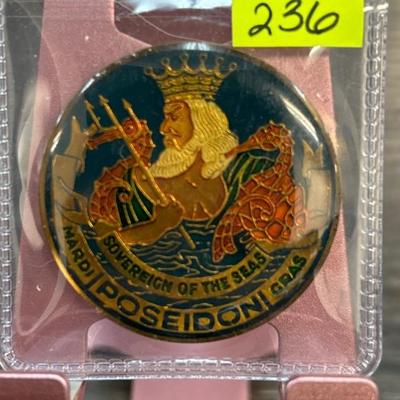 236
SOVEREIGN OF THE SEAS
MARDI POSEIDON GRAS